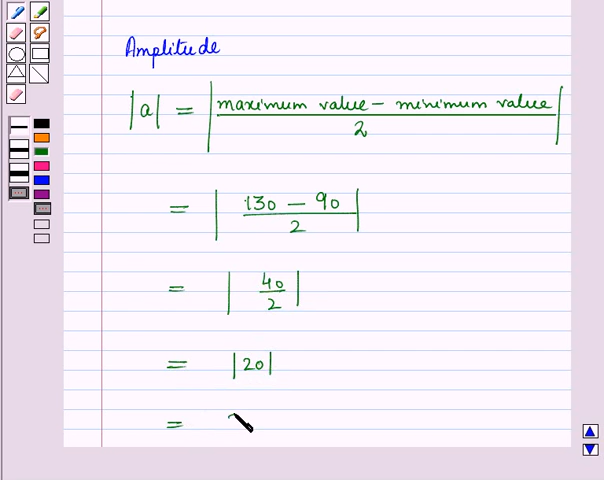 Amplitude
|a| = |maximum value - minimum value / 2|
= |130 - 90 / 2|
= |40 / 2|
= |20|
=